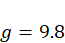 g = 9.8